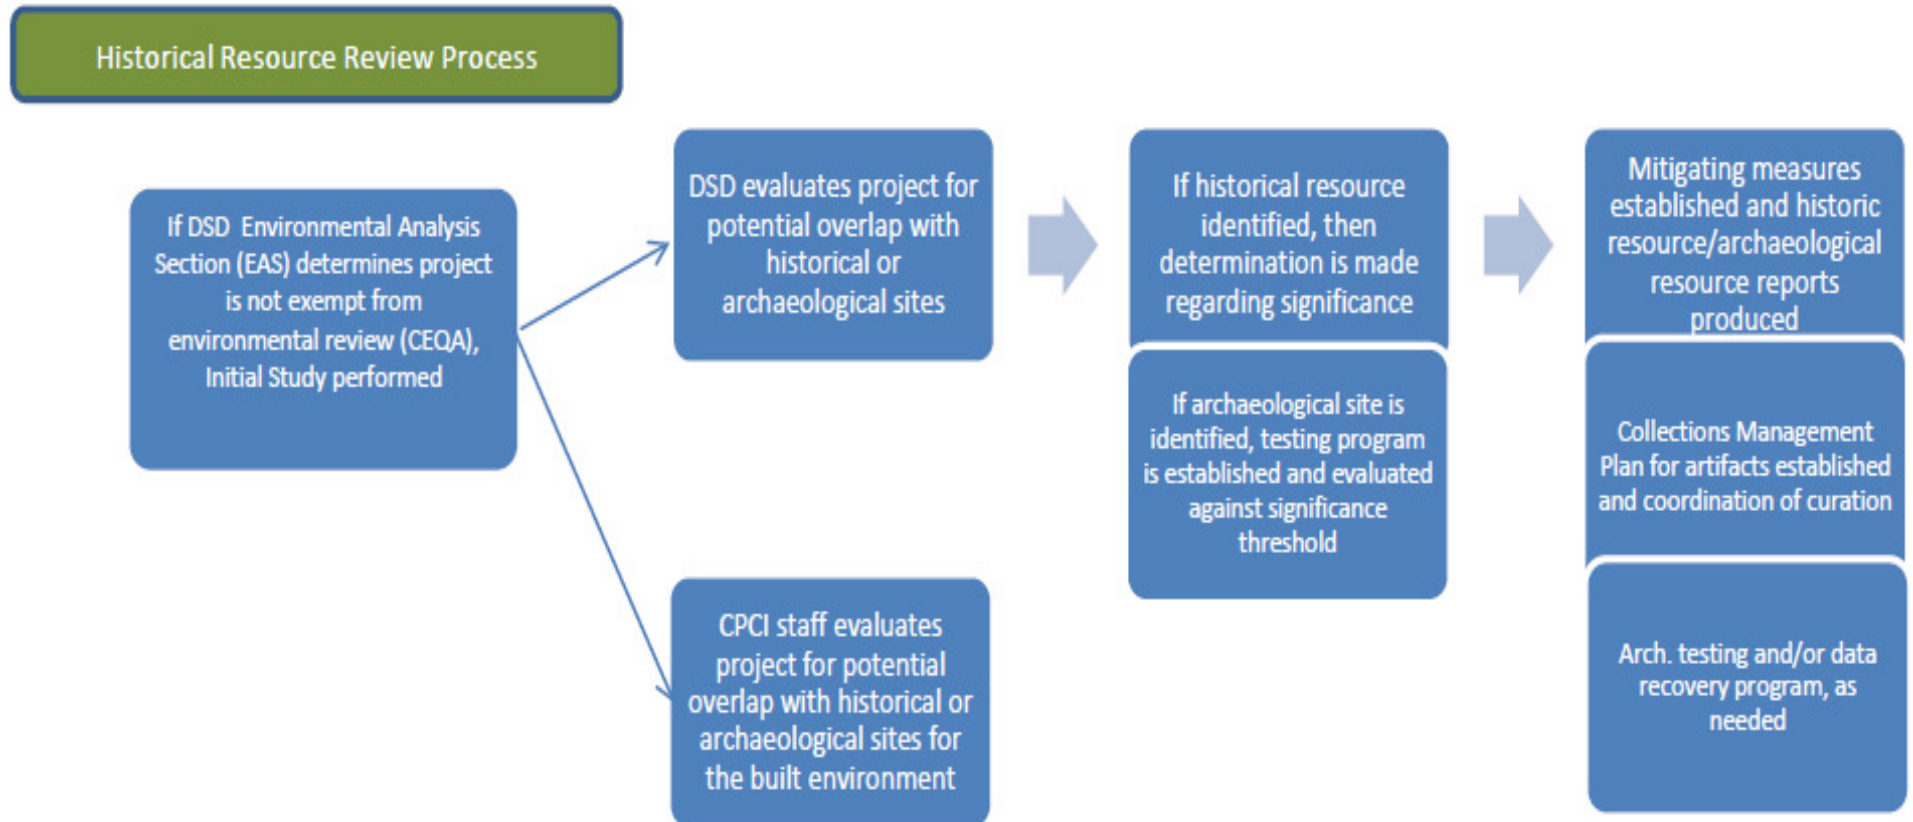 Historical Resource Review Process
If DSD Environmental Analysis
Section (EAS) determines project
is not exempt from
environmental review (CEQA),
Initial Study performed
DSD evaluates project for
potential overlap with
historical or
archaeological sites
CPCI staff evaluates
project for potential
overlap with historical or
archaeological sites for
the built environment
If historical resource
identified, then
determination is made
regarding significance
If archaeological site is
identified, testing program
is established and evaluated
against significance
threshold
Mitigating measures
established and historic
resource/archaeological
resource reports
produced
Collections Management
Plan for artifacts established
and coordination of curation
Arch. testing and/or data
recovery program, as
needed